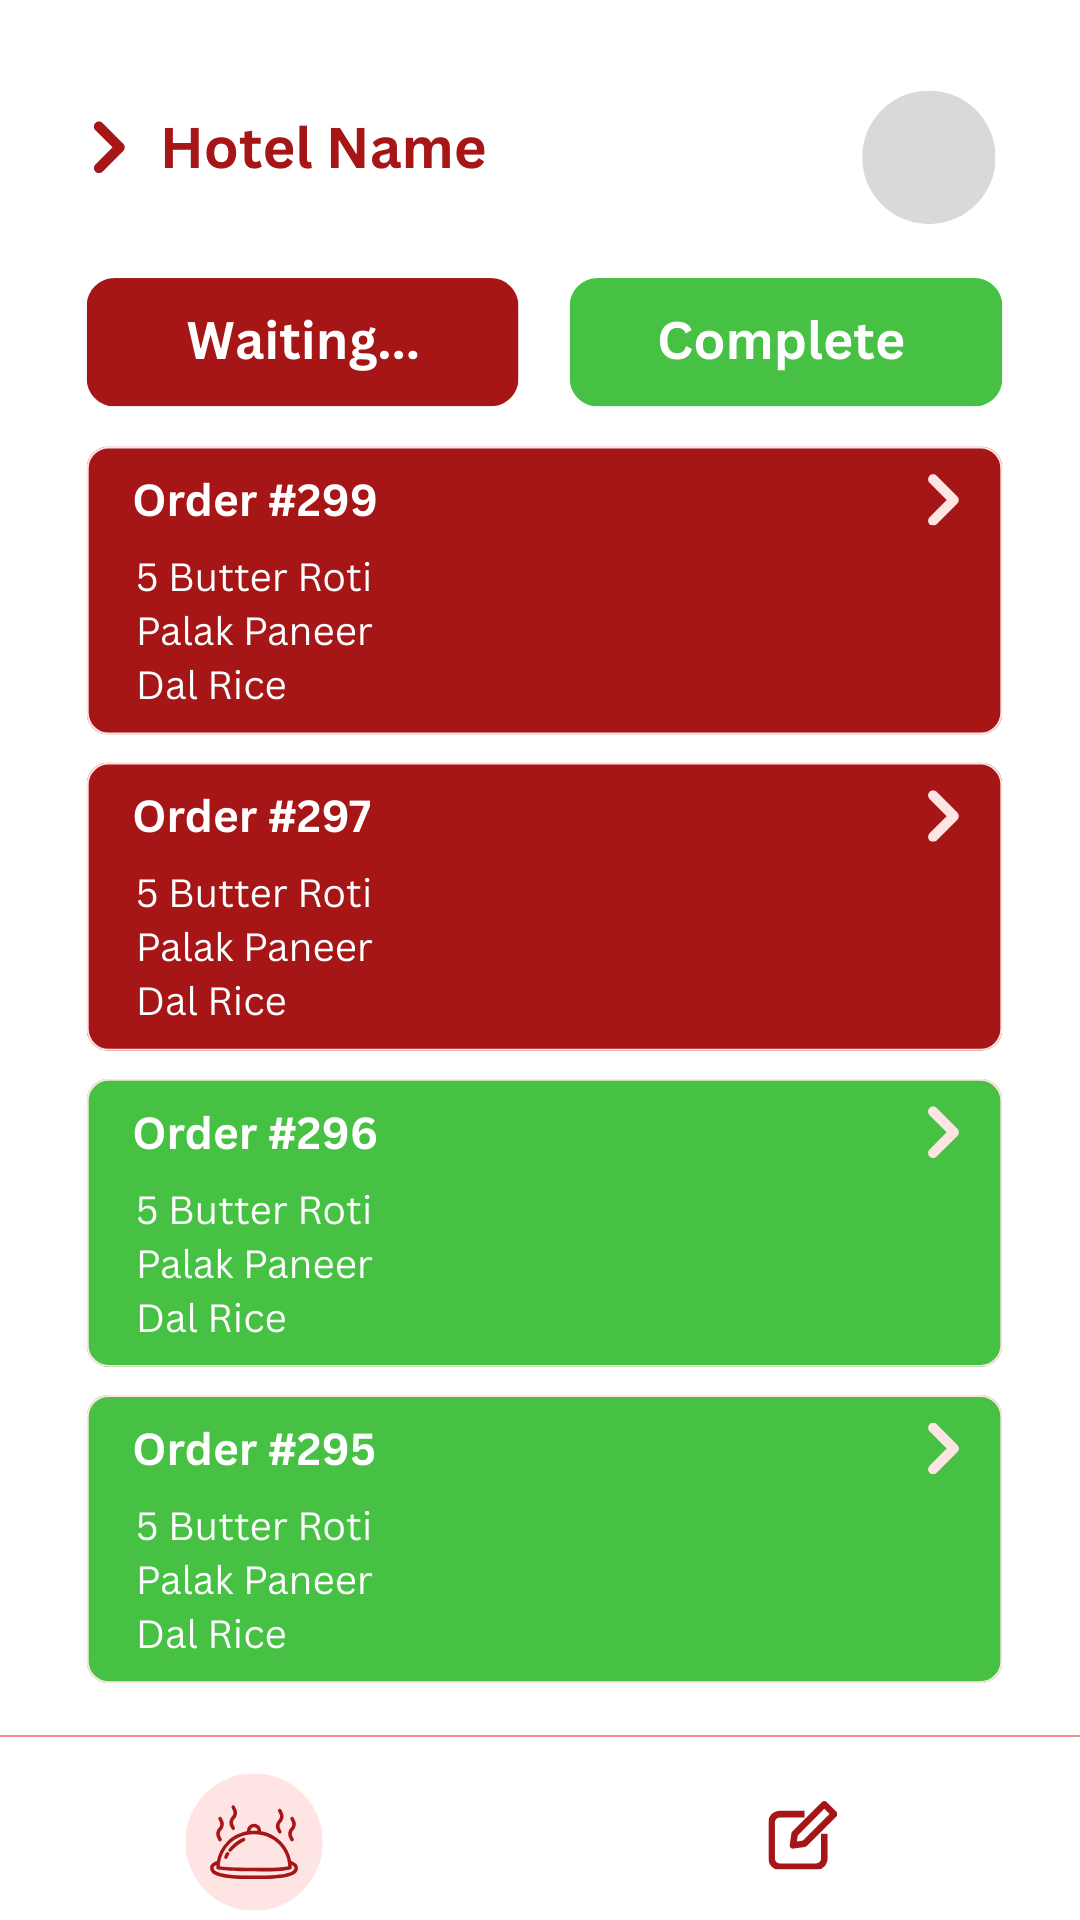 Hotel Name
Waiting...
Complete
Order #299
5 Butter Roti
Palak Paneer
Dal Rice
Order #297
5 Butter Roti
Palak Paneer
Dal Rice
Order #296
5 Butter Roti
Palak Paneer
Dal Rice
Order #295
5 Butter Roti
Palak Paneer
Dal Rice